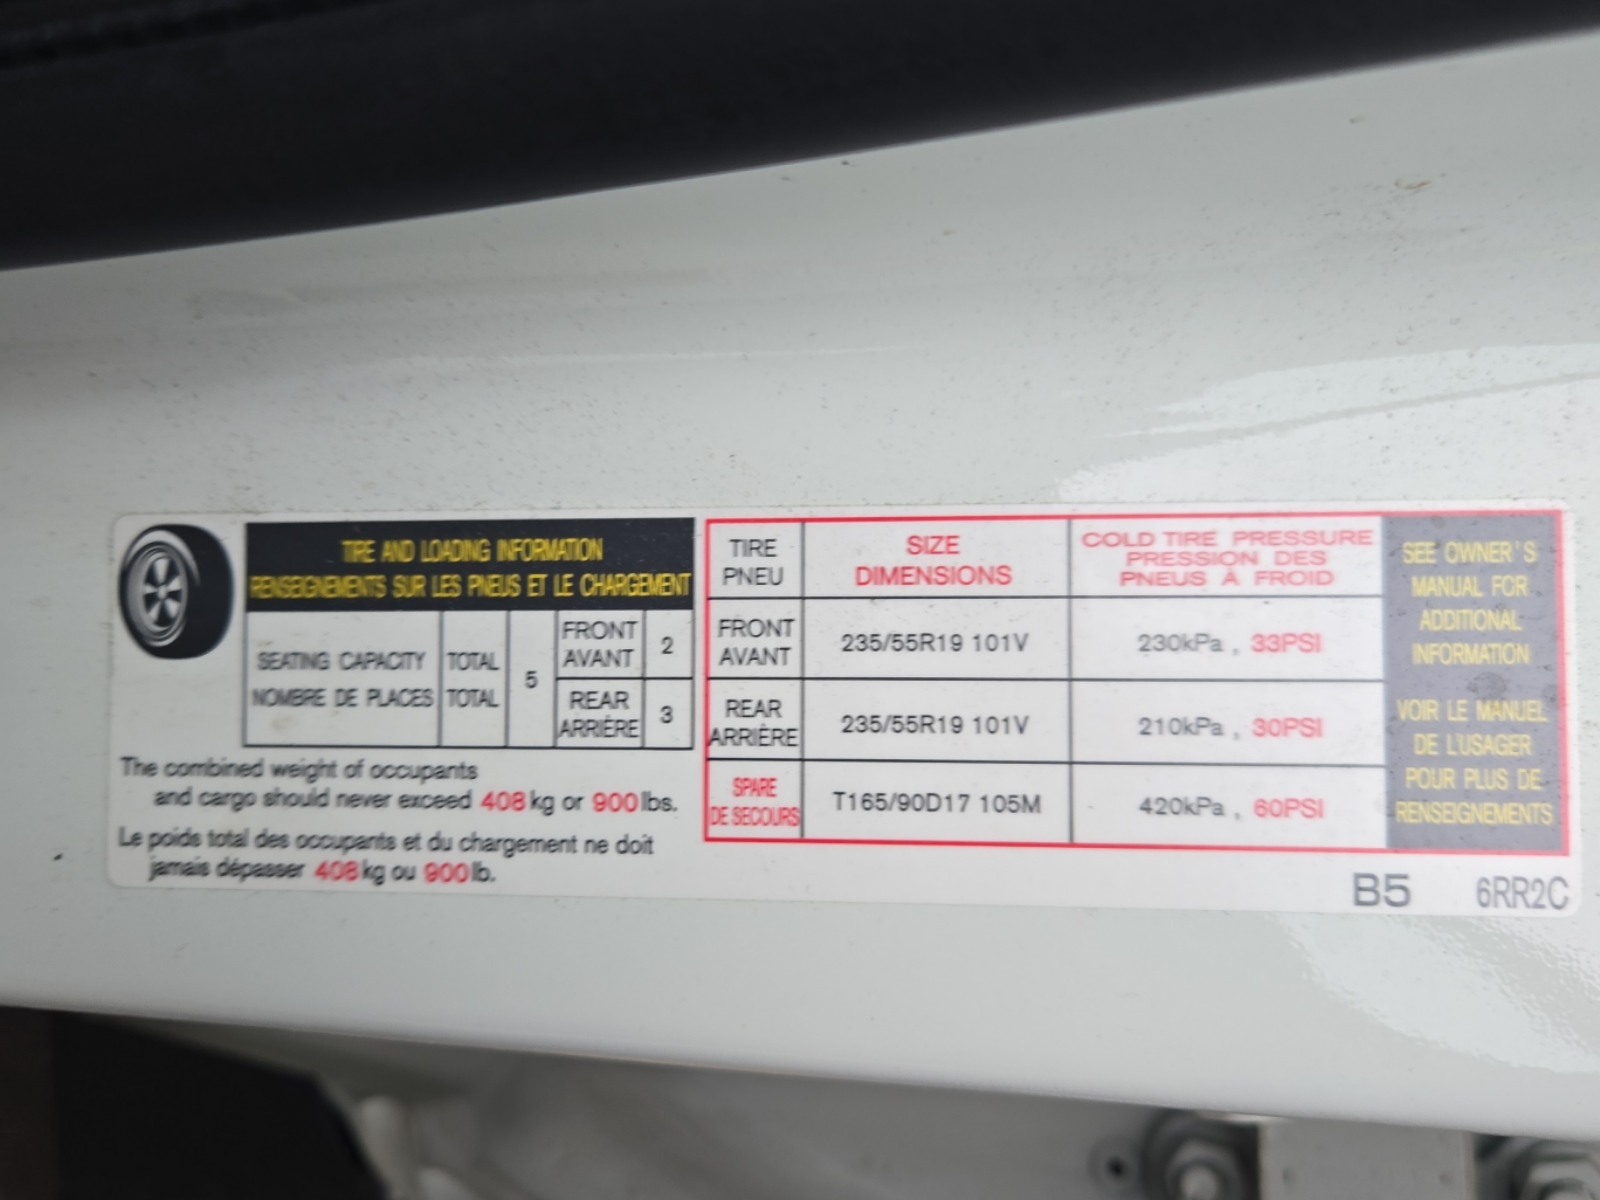 TIRE AND LOADING INFORMATION
RENSEIGNEMENTS SUR LES PNEUS ET LE CHARGEMENT
SEATING CAPACITY TOTAL
NOMBRE DE PLACES TOTAL
5
FRONT
AVANT
2
REAR
ARRIÈRE
3
The combined weight of occupants
and cargo should never exceed 408 kg or 900 lbs.
Le poids total des occupants et du chargement ne doit
jamais dépasser 408 kg ou 900 lb.
TIRE
PNEU
SIZE
DIMENSIONS
COLD TIRE PRESSURE
PRESSION DES
PNEUS À FROID
FRONT
AVANT
235/55R19 101V
230kPa , 33PSI
REAR
ARRIÈRE
235/55R19 101V
210kPa , 30PSI
SPARE
DE SECOURS
T165/90D17 105M
420kPa , 60PSI
SEE OWNER'S
MANUAL FOR
ADDITIONAL
INFORMATION
VOIR LE MANUEL
DE L'USAGER
POUR PLUS DE
RENSEIGNEMENTS
B5 6RR2C